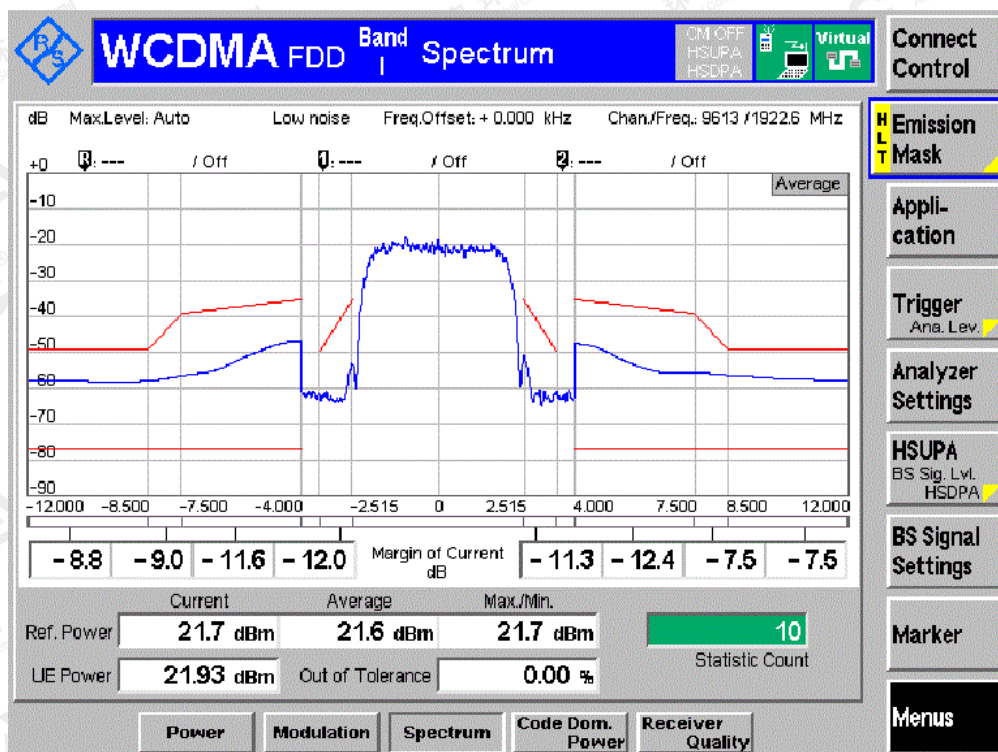 R&S
WCDMA FDD Band I Spectrum
CM OFF
HSUPA
HSDPA
Virtual
Connect Control
dB Max.Level: Auto Low noise Freq.Offset: + 0.000 kHz Chan./Freq.: 9613 / 1922.6 MHz
HLT Emission Mask
+0 R: --- / Off 1: --- / Off 2: --- / Off
Average
-10
-20
-30
-40
-50
-60
-70
-80
-90
Appli-
cation
Trigger
Ana. Lev.
Analyzer
Settings
HSUPA
BS Sig. Lvl.
HSDPA
-12.000 -8.500 -7.500 -4.000 -2.515 0 2.515 4.000 7.500 8.500 12.000
BS Signal
Settings
-8.8 -9.0 -11.6 -12.0 Margin of Current dB -11.3 -12.4 -7.5 -7.5
Current Average Max./Min.
Ref. Power 21.7 dBm 21.6 dBm 21.7 dBm 10
Statistic Count
UE Power 21.93 dBm Out of Tolerance 0.00 %
Marker
Menus
Power Modulation Spectrum Code Dom. Power Receiver Quality